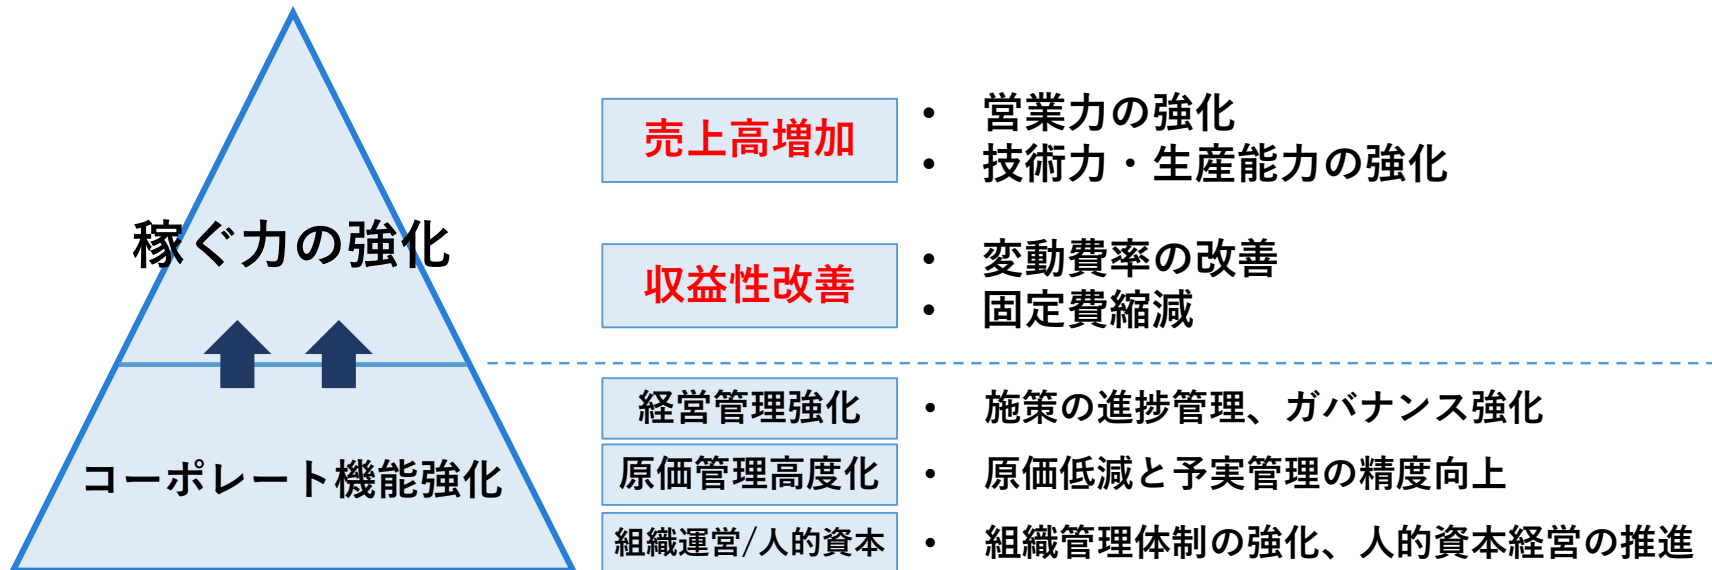 稼ぐ力の強化
売上高増加
• 営業力の強化
• 技術力・生産能力の強化
収益性改善
• 変動費率の改善
• 固定費縮減
コーポレート機能強化
経営管理強化
• 施策の進捗管理、ガバナンス強化
原価管理高度化
• 原価低減と予実管理の精度向上
組織運営/人的資本
• 組織管理体制の強化、人的資本経営の推進